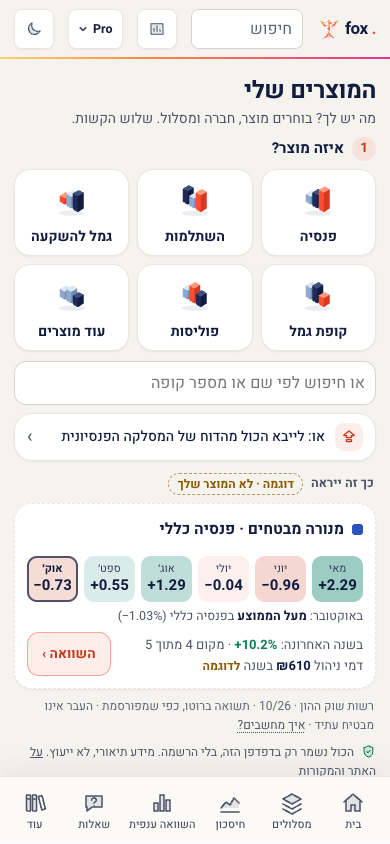 fox.
חיפוש
Pro
המוצרים שלי
מה יש לך? בוחרים מוצר, חברה ומסלול. שלוש הקשות.
1 איזה מוצר?
פנסיה
השתלמות
גמל להשקעה
קופת גמל
פוליסות
עוד מוצרים
או חיפוש לפי שם או מספר קופה
או: לייבא הכול מהדוח של המסלקה הפנסיונית ‹
כך זה ייראה
דוגמה · לא המוצר שלך
מנורה מבטחים · פנסיה כללי
מאי
+2.29
יוני
−0.96
יולי
−0.04
אוג׳
+1.29
ספט׳
+0.55
אוק׳
−0.73
באוקטובר: מעל הממוצע בפנסיה כללי (−1.03%)
בשנה האחרונה: +10.2% · מקום 4 מתוך 5
דמי ניהול ₪610 בשנה לדוגמה
השוואה ‹
רשות שוק ההון · 10/26 · תשואה ברוטו, כפי שמפורסמת · העבר אינו
מבטיח עתיד · איך מחשבים?
הכול נשמר רק בדפדפן הזה, בלי הרשמה. מידע תיאורי, לא ייעוץ. על
האתר והמקורות
בית
מסלולים
חיסכון
השוואה ענפית
שאלות
עוד